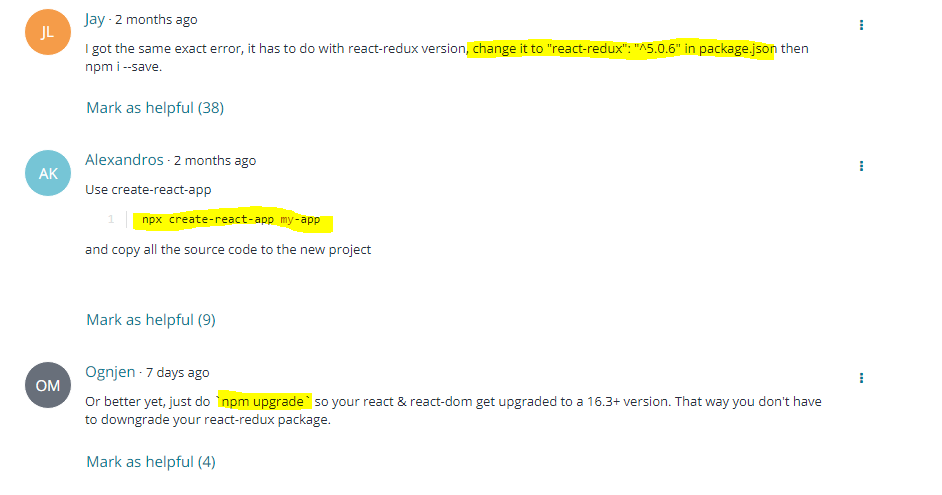 JL
Jay · 2 months ago
I got the same exact error, it has to do with react-redux version, change it to "react-redux": "^5.0.6" in package.json then
npm i --save.
Mark as helpful (38)
AK
Alexandros · 2 months ago
Use create-react-app
1 npx create-react-app my-app
and copy all the source code to the new project
Mark as helpful (9)
OM
Ognjen · 7 days ago
Or better yet, just do `npm upgrade` so your react & react-dom get upgraded to a 16.3+ version. That way you don't have
to downgrade your react-redux package.
Mark as helpful (4)